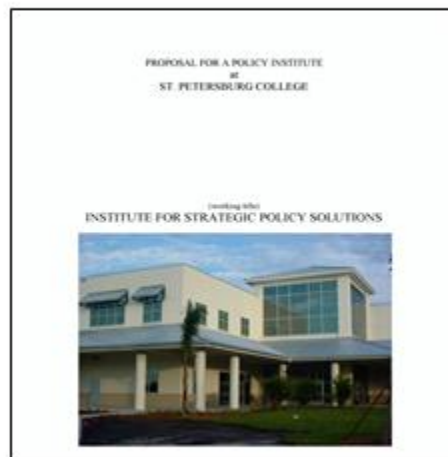 PROPOSAL FOR A POLICY INSTITUTE
at
ST PETERSBURG COLLEGE
(working title)
INSTITUTE FOR STRATEGIC POLICY SOLUTIONS